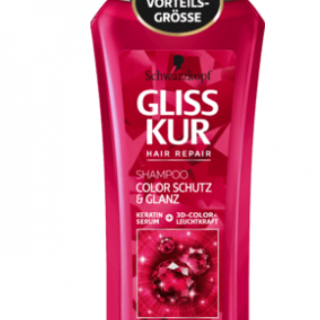 VORTEILS-
GRÖSSE
Schwarzkopf
GLISS
KUR
HAIR REPAIR
SHAMPOO
COLOR SCHUTZ
& GLANZ
KERATIN + 3D-COLOR-
SERUM LEUCHTKRAFT